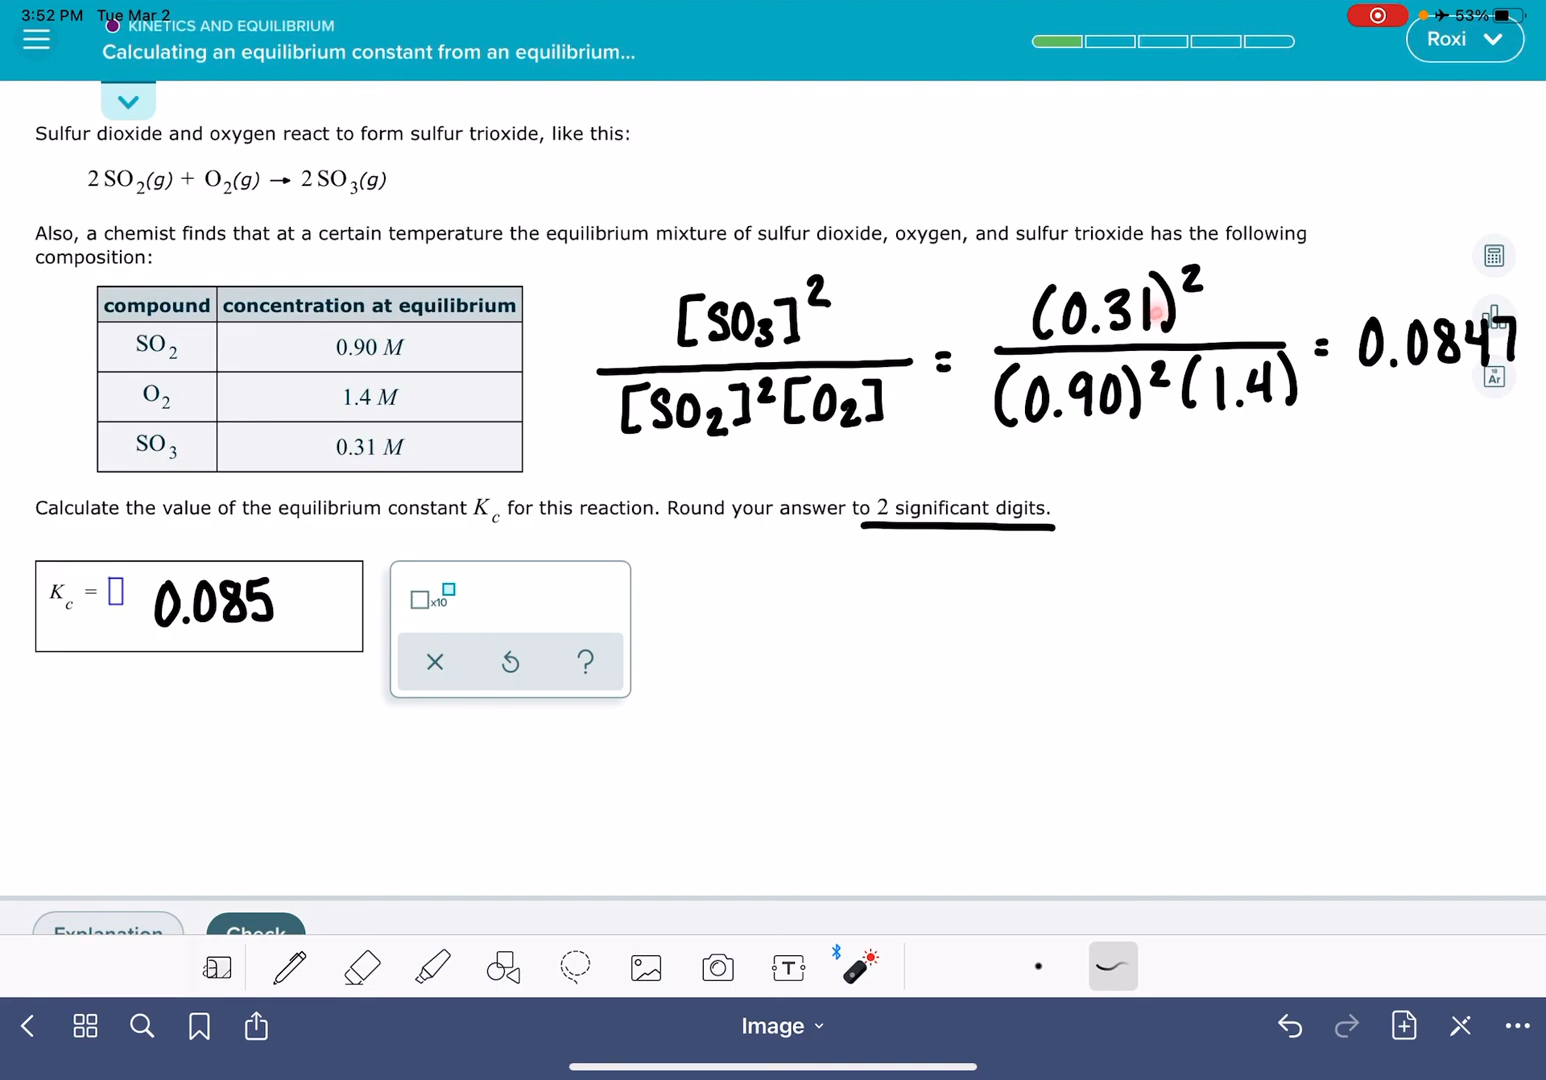 3:52 PM Tue Mar 2
53%
KINETICS AND EQUILIBRIUM
Calculating an equilibrium constant from an equilibrium...
Roxi
Sulfur dioxide and oxygen react to form sulfur trioxide, like this:
2 SO2(g) + O2(g) → 2 SO3(g)
Also, a chemist finds that at a certain temperature the equilibrium mixture of sulfur dioxide, oxygen, and sulfur trioxide has the following
composition:
compound concentration at equilibrium
SO2 0.90 M
O2 1.4 M
SO3 0.31 M
[SO3]² / [SO2]²[O2] = (0.31)² / (0.90)²(1.4) = 0.0847
Ar
Calculate the value of the equilibrium constant Kc for this reaction. Round your answer to 2 significant digits.
Kc = 0.085
x10
?
Explanation Check
a T
Image